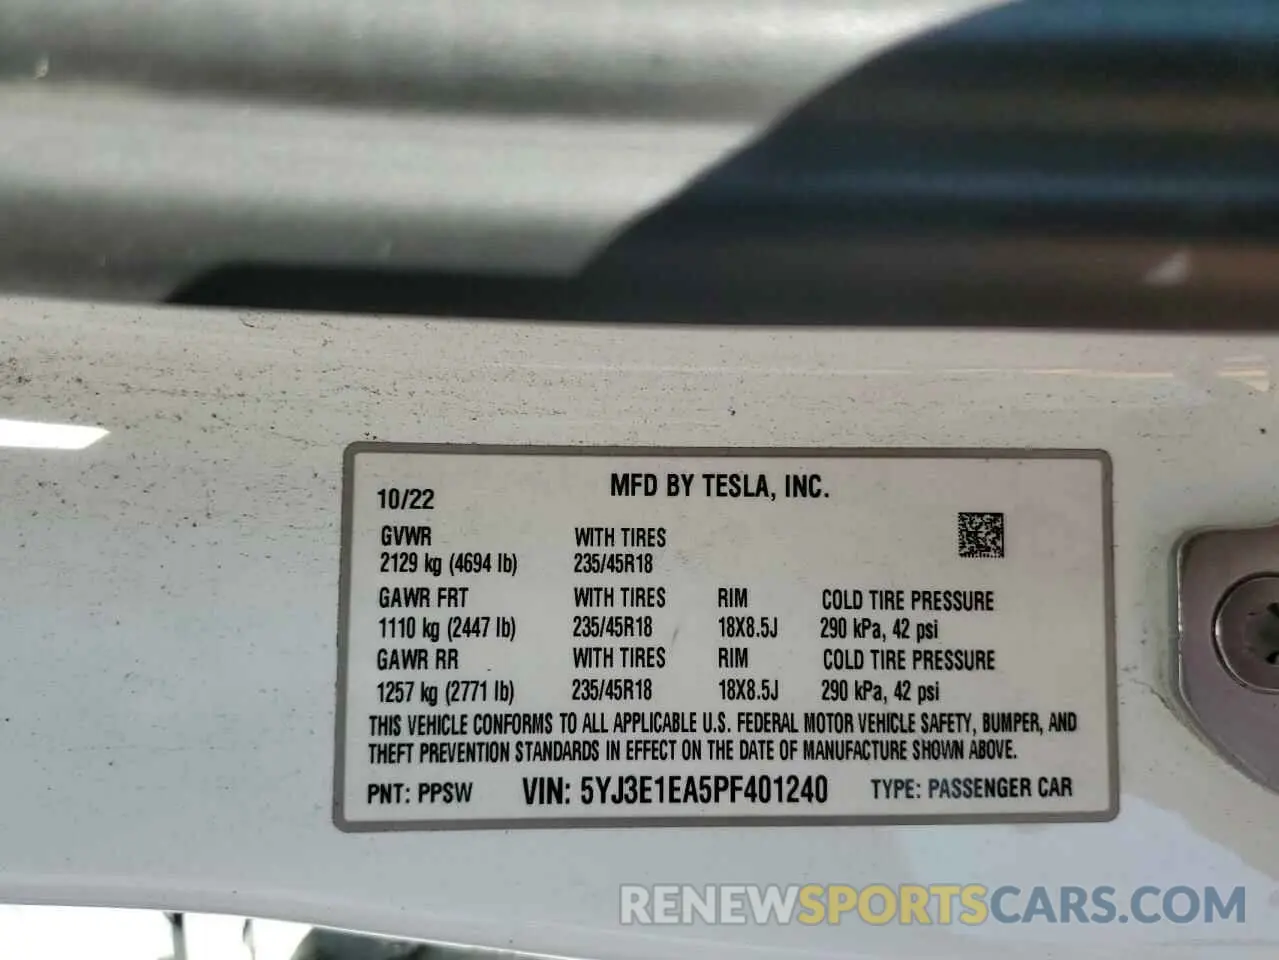 MFD BY TESLA, INC.
10/22
GVWR WITH TIRES
2129 kg (4694 lb) 235/45R18
GAWR FRT WITH TIRES RIM COLD TIRE PRESSURE
1110 kg (2447 lb) 235/45R18 18X8.5J 290 kPa, 42 psi
GAWR RR WITH TIRES RIM COLD TIRE PRESSURE
1257 kg (2771 lb) 235/45R18 18X8.5J 290 kPa, 42 psi
THIS VEHICLE CONFORMS TO ALL APPLICABLE U.S. FEDERAL MOTOR VEHICLE SAFETY, BUMPER, AND
THEFT PREVENTION STANDARDS IN EFFECT ON THE DATE OF MANUFACTURE SHOWN ABOVE.
PNT: PPSW VIN: 5YJ3E1EA5PF401240 TYPE: PASSENGER CAR
RENEWSPORTSCARS.COM